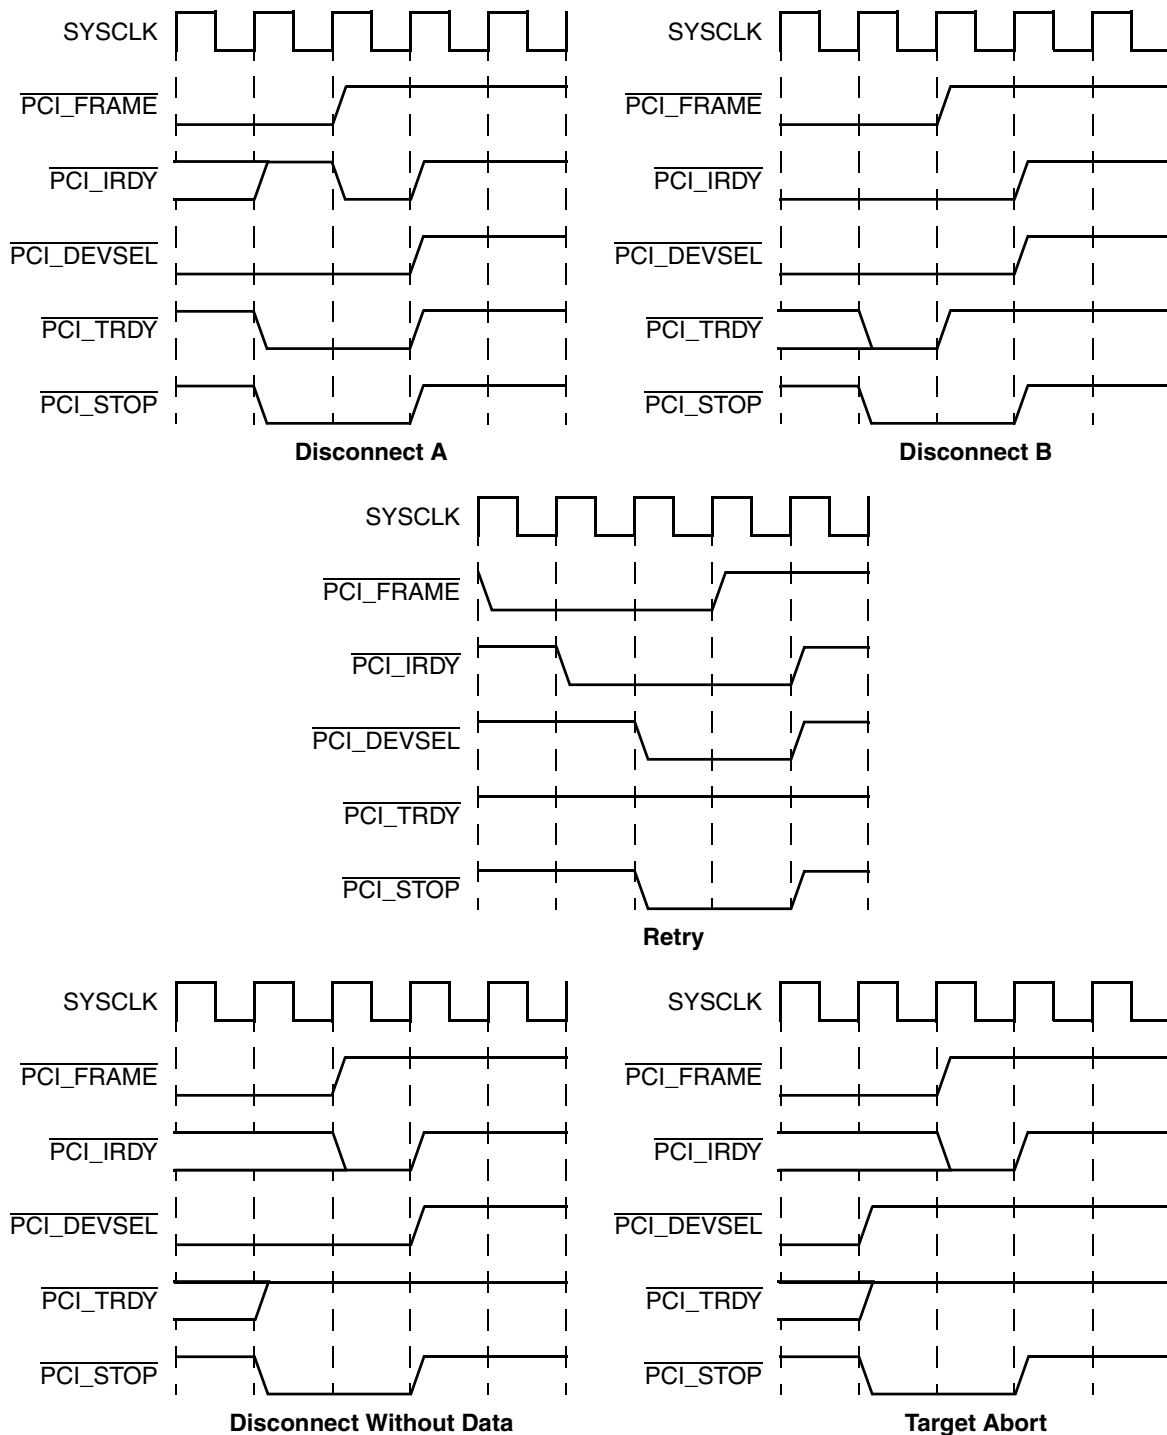 SYSCLK
PCI_FRAME
PCI_IRDY
PCI_DEVSEL
PCI_TRDY
PCI_STOP
Disconnect A
SYSCLK
PCI_FRAME
PCI_IRDY
PCI_DEVSEL
PCI_TRDY
PCI_STOP
Disconnect B
SYSCLK
PCI_FRAME
PCI_IRDY
PCI_DEVSEL
PCI_TRDY
PCI_STOP
Retry
SYSCLK
PCI_FRAME
PCI_IRDY
PCI_DEVSEL
PCI_TRDY
PCI_STOP
Disconnect Without Data
SYSCLK
PCI_FRAME
PCI_IRDY
PCI_DEVSEL
PCI_TRDY
PCI_STOP
Target Abort